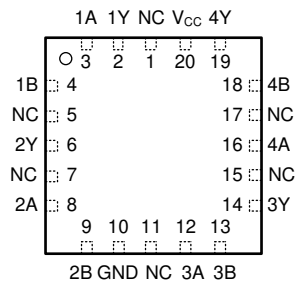 1A 1Y NC VCC 4Y
3 2 1 20 19
1B 4 18 4B
NC 5 17 NC
2Y 6 16 4A
NC 7 15 NC
2A 8 14 3Y
9 10 11 12 13
2B GND NC 3A 3B